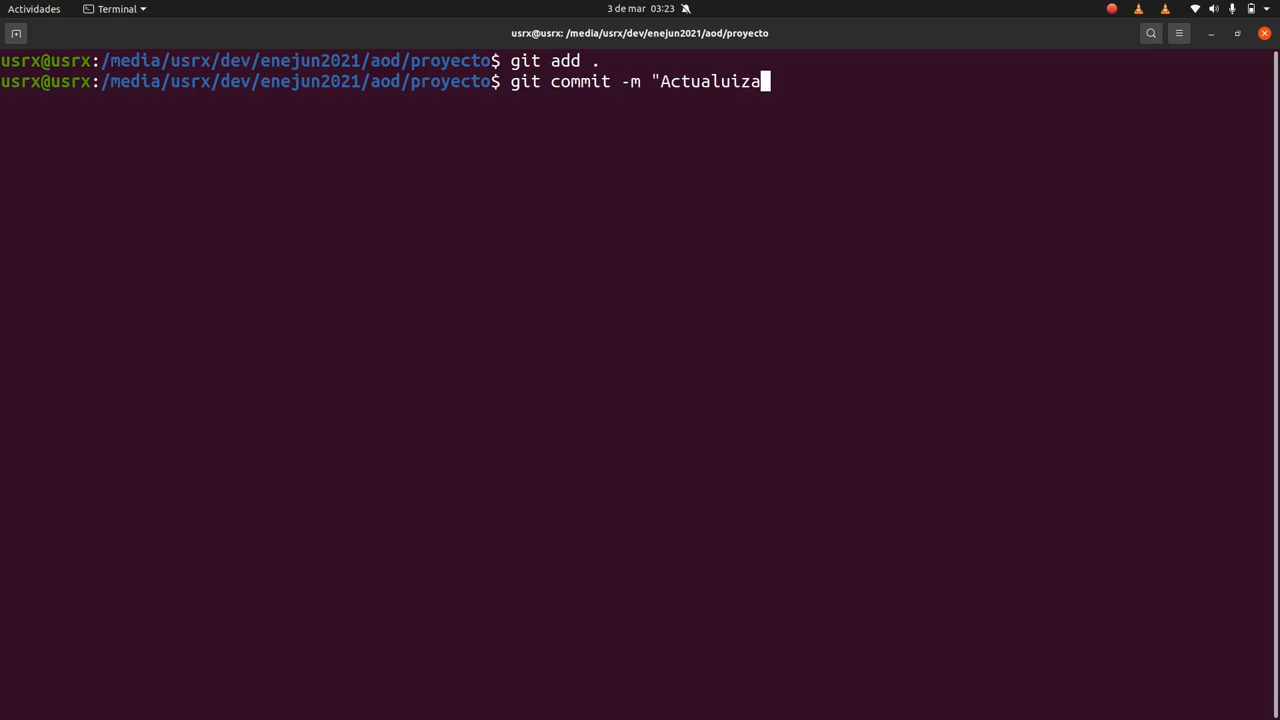 Actividades Terminal 3 de mar 03:23
usrx@usrx: /media/usrx/dev/enejun2021/aod/proyecto
usrx@usrx:/media/usrx/dev/enejun2021/aod/proyecto$ git add .
usrx@usrx:/media/usrx/dev/enejun2021/aod/proyecto$ git commit -m "Actualuiza